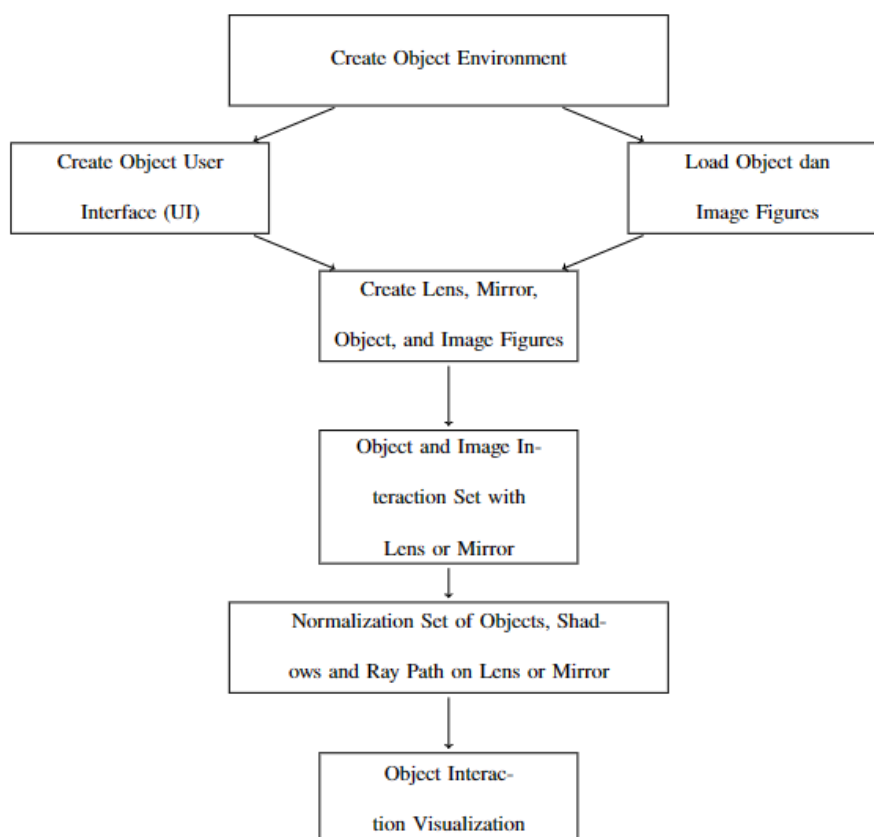 Create Object Environment
Create Object User
Interface (UI)
Load Object dan
Image Figures
Create Lens, Mirror,
Object, and Image Figures
Object and Image In-
teraction Set with
Lens or Mirror
Normalization Set of Objects, Shad-
ows and Ray Path on Lens or Mirror
Object Interac-
tion Visualization